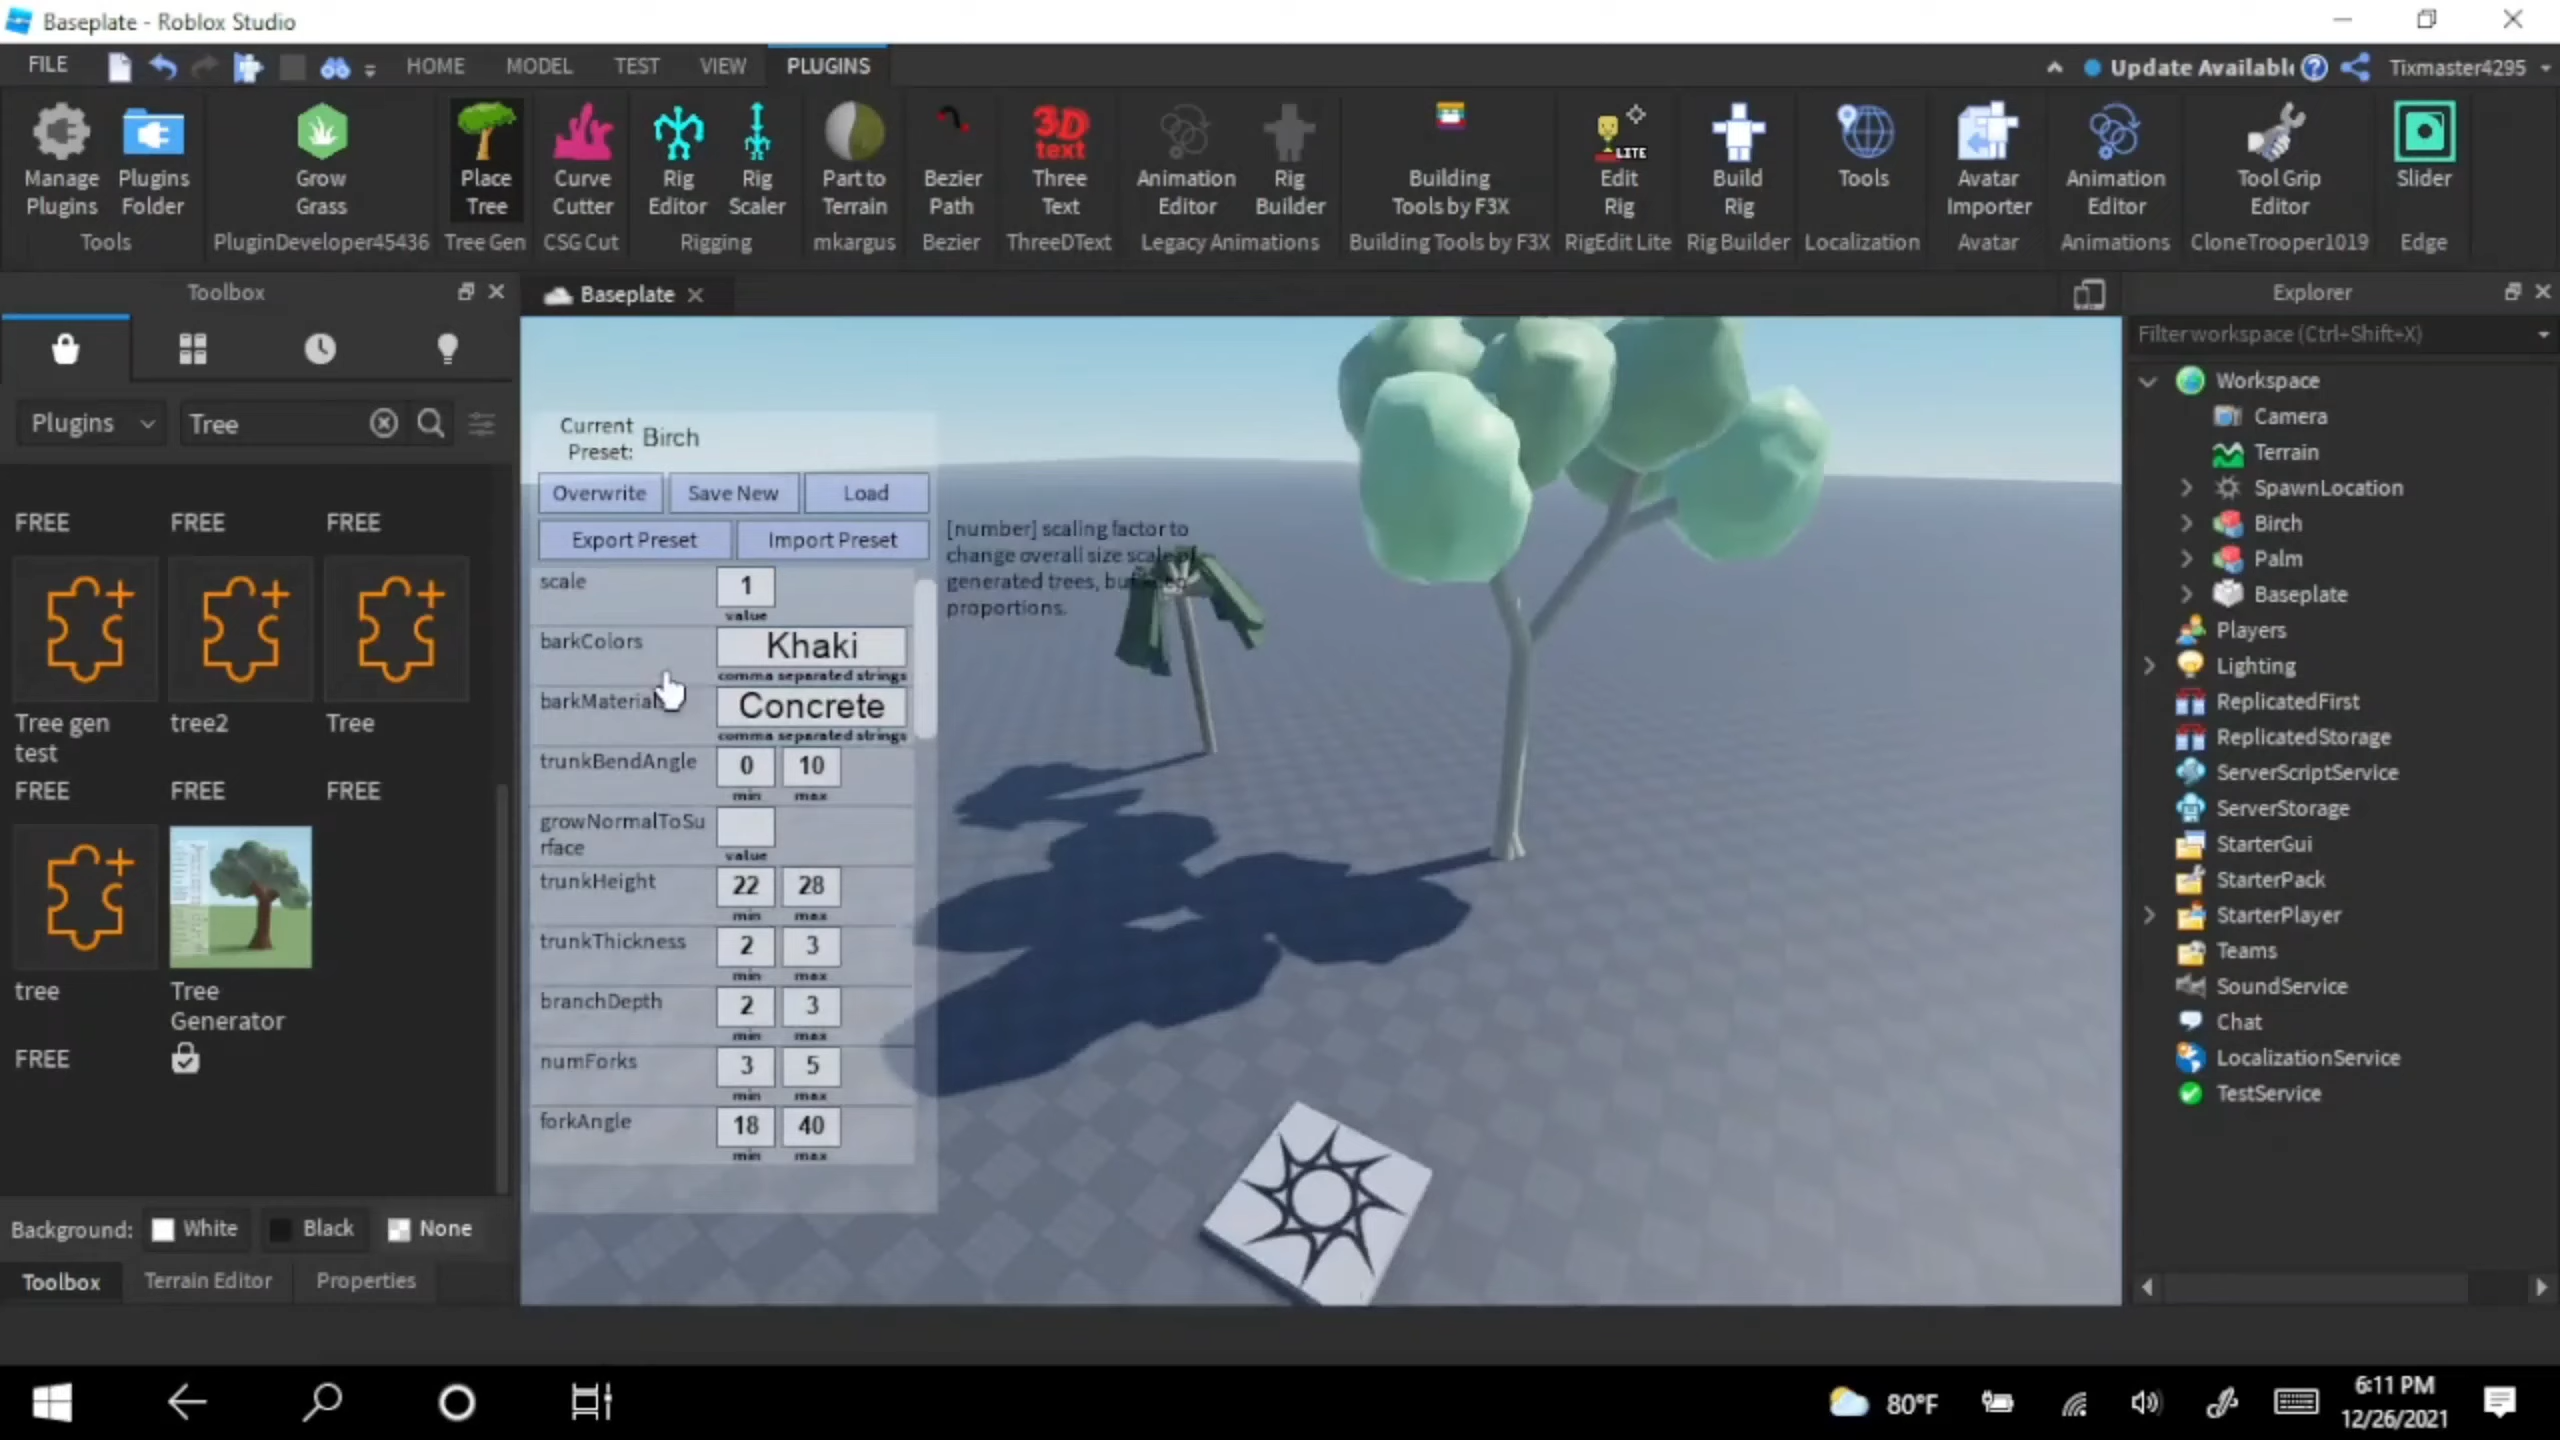 Baseplate - Roblox Studio
FILE
HOME
MODEL
TEST
VIEW
PLUGINS
Update Availabl
Tixmaster4295
Manage
Plugins
Plugins
Folder
Tools
Grow
Grass
PluginDeveloper45436
Place
Tree
Tree Gen
Curve
Cutter
CSG Cut
Rig
Editor
Rig
Scaler
Rigging
Part to
Terrain
mkargus
Bezier
Path
Bezier
3D
text
Three
Text
ThreeDText
Animation
Editor
Rig
Builder
Legacy Animations
Building
Tools by F3X
Building Tools by F3X
LITE
Edit
Rig
RigEdit Lite
Build
Rig
Rig Builder
Tools
Localization
Avatar
Importer
Avatar
Animation
Editor
Animations
Tool Grip
Editor
CloneTrooper1019
Slider
Edge
Toolbox
Plugins
Tree
FREE
FREE
FREE
Tree gen
test
tree2
Tree
FREE
FREE
FREE
tree
Tree
Generator
FREE
Background:
White
Black
None
Toolbox
Terrain Editor
Properties
Baseplate
Current
Preset:
Birch
Overwrite
Save New
Load
Export Preset
Import Preset
scale
1
value
barkColors
Khaki
comma separated strings
barkMaterial
Concrete
comma separated strings
trunkBendAngle
0
10
min
max
growNormalToSu
rface
value
trunkHeight
22
28
min
max
trunkThickness
2
3
min
max
branchDepth
2
3
min
max
numForks
3
5
min
max
forkAngle
18
40
min
max
[number] scaling factor to
change overall size scale
generated trees,
proportions.
Explorer
Filter workspace (Ctrl+Shift+X)
Workspace
Camera
Terrain
SpawnLocation
Birch
Palm
Baseplate
Players
Lighting
ReplicatedFirst
ReplicatedStorage
ServerScriptService
ServerStorage
StarterGui
StarterPack
StarterPlayer
Teams
SoundService
Chat
LocalizationService
TestService
80°F
6:11 PM
12/26/2021